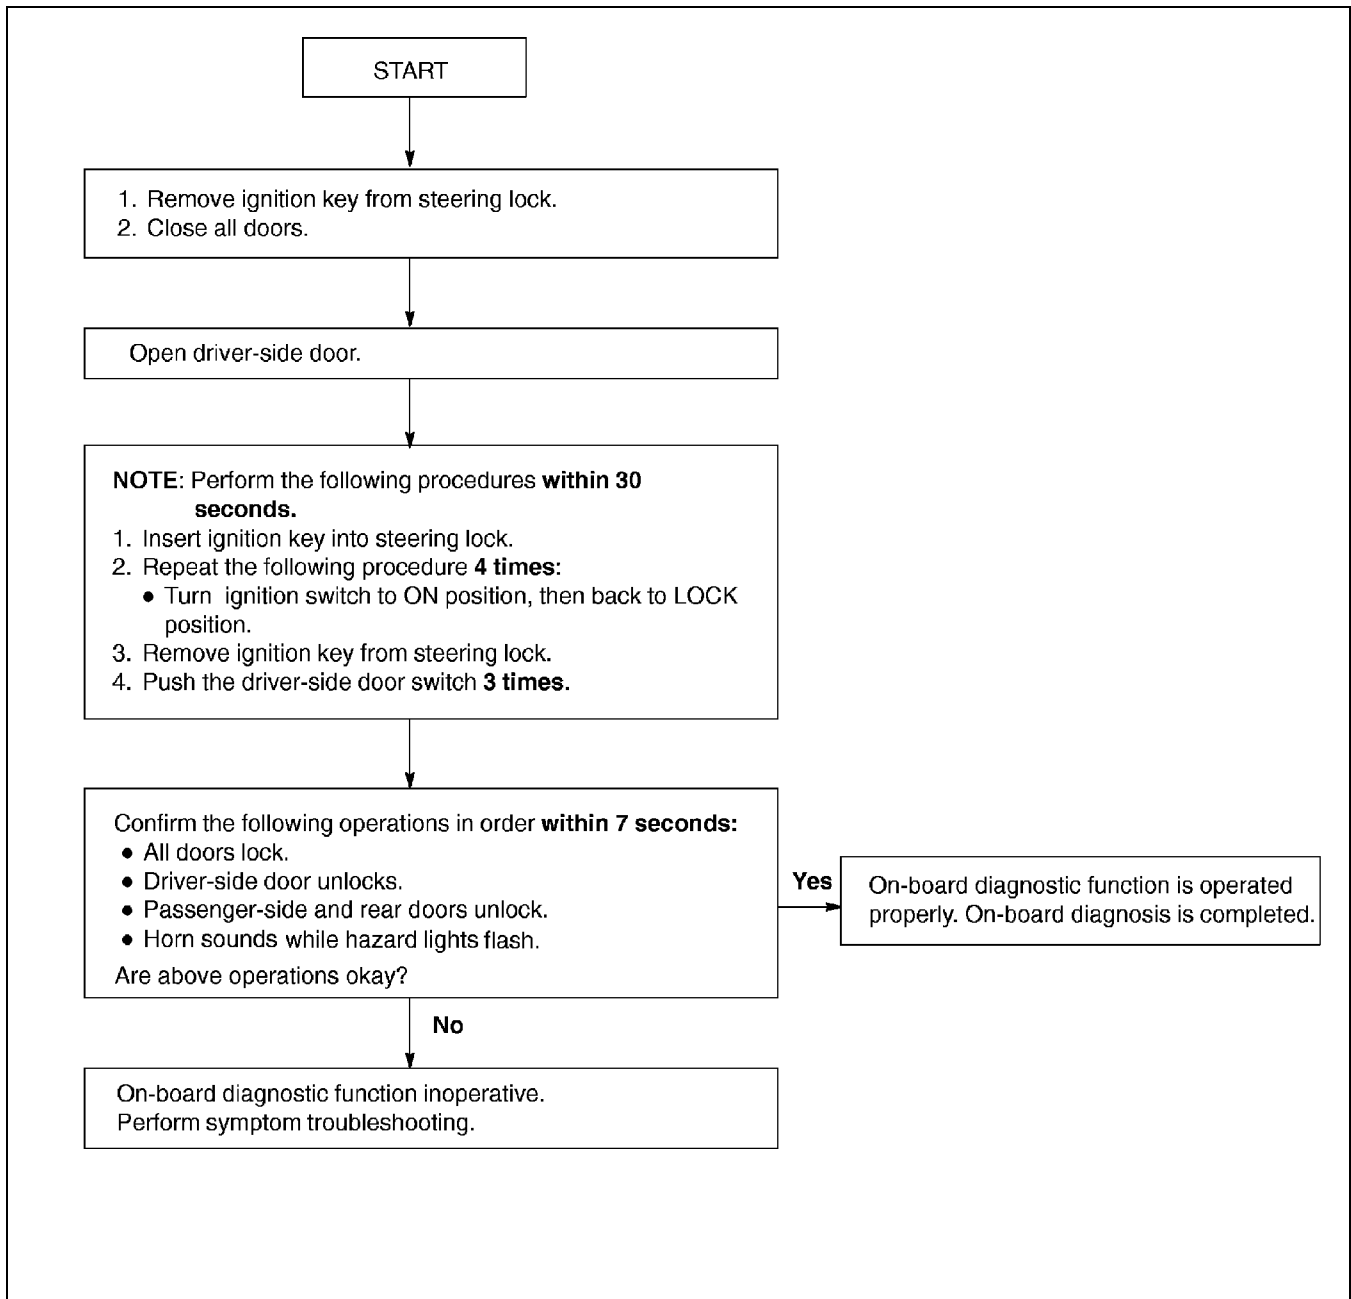 START
1. Remove ignition key from steering lock.
2. Close all doors.
Open driver-side door.
NOTE: Perform the following procedures within 30
seconds.
1. Insert ignition key into steering lock.
2. Repeat the following procedure 4 times:
● Turn ignition switch to ON position, then back to LOCK
position.
3. Remove ignition key from steering lock.
4. Push the driver-side door switch 3 times.
Confirm the following operations in order within 7 seconds:
● All doors lock.
● Driver-side door unlocks.
● Passenger-side and rear doors unlock.
● Horn sounds while hazard lights flash.
Are above operations okay?
Yes
On-board diagnostic function is operated
properly. On-board diagnosis is completed.
No
On-board diagnostic function inoperative.
Perform symptom troubleshooting.